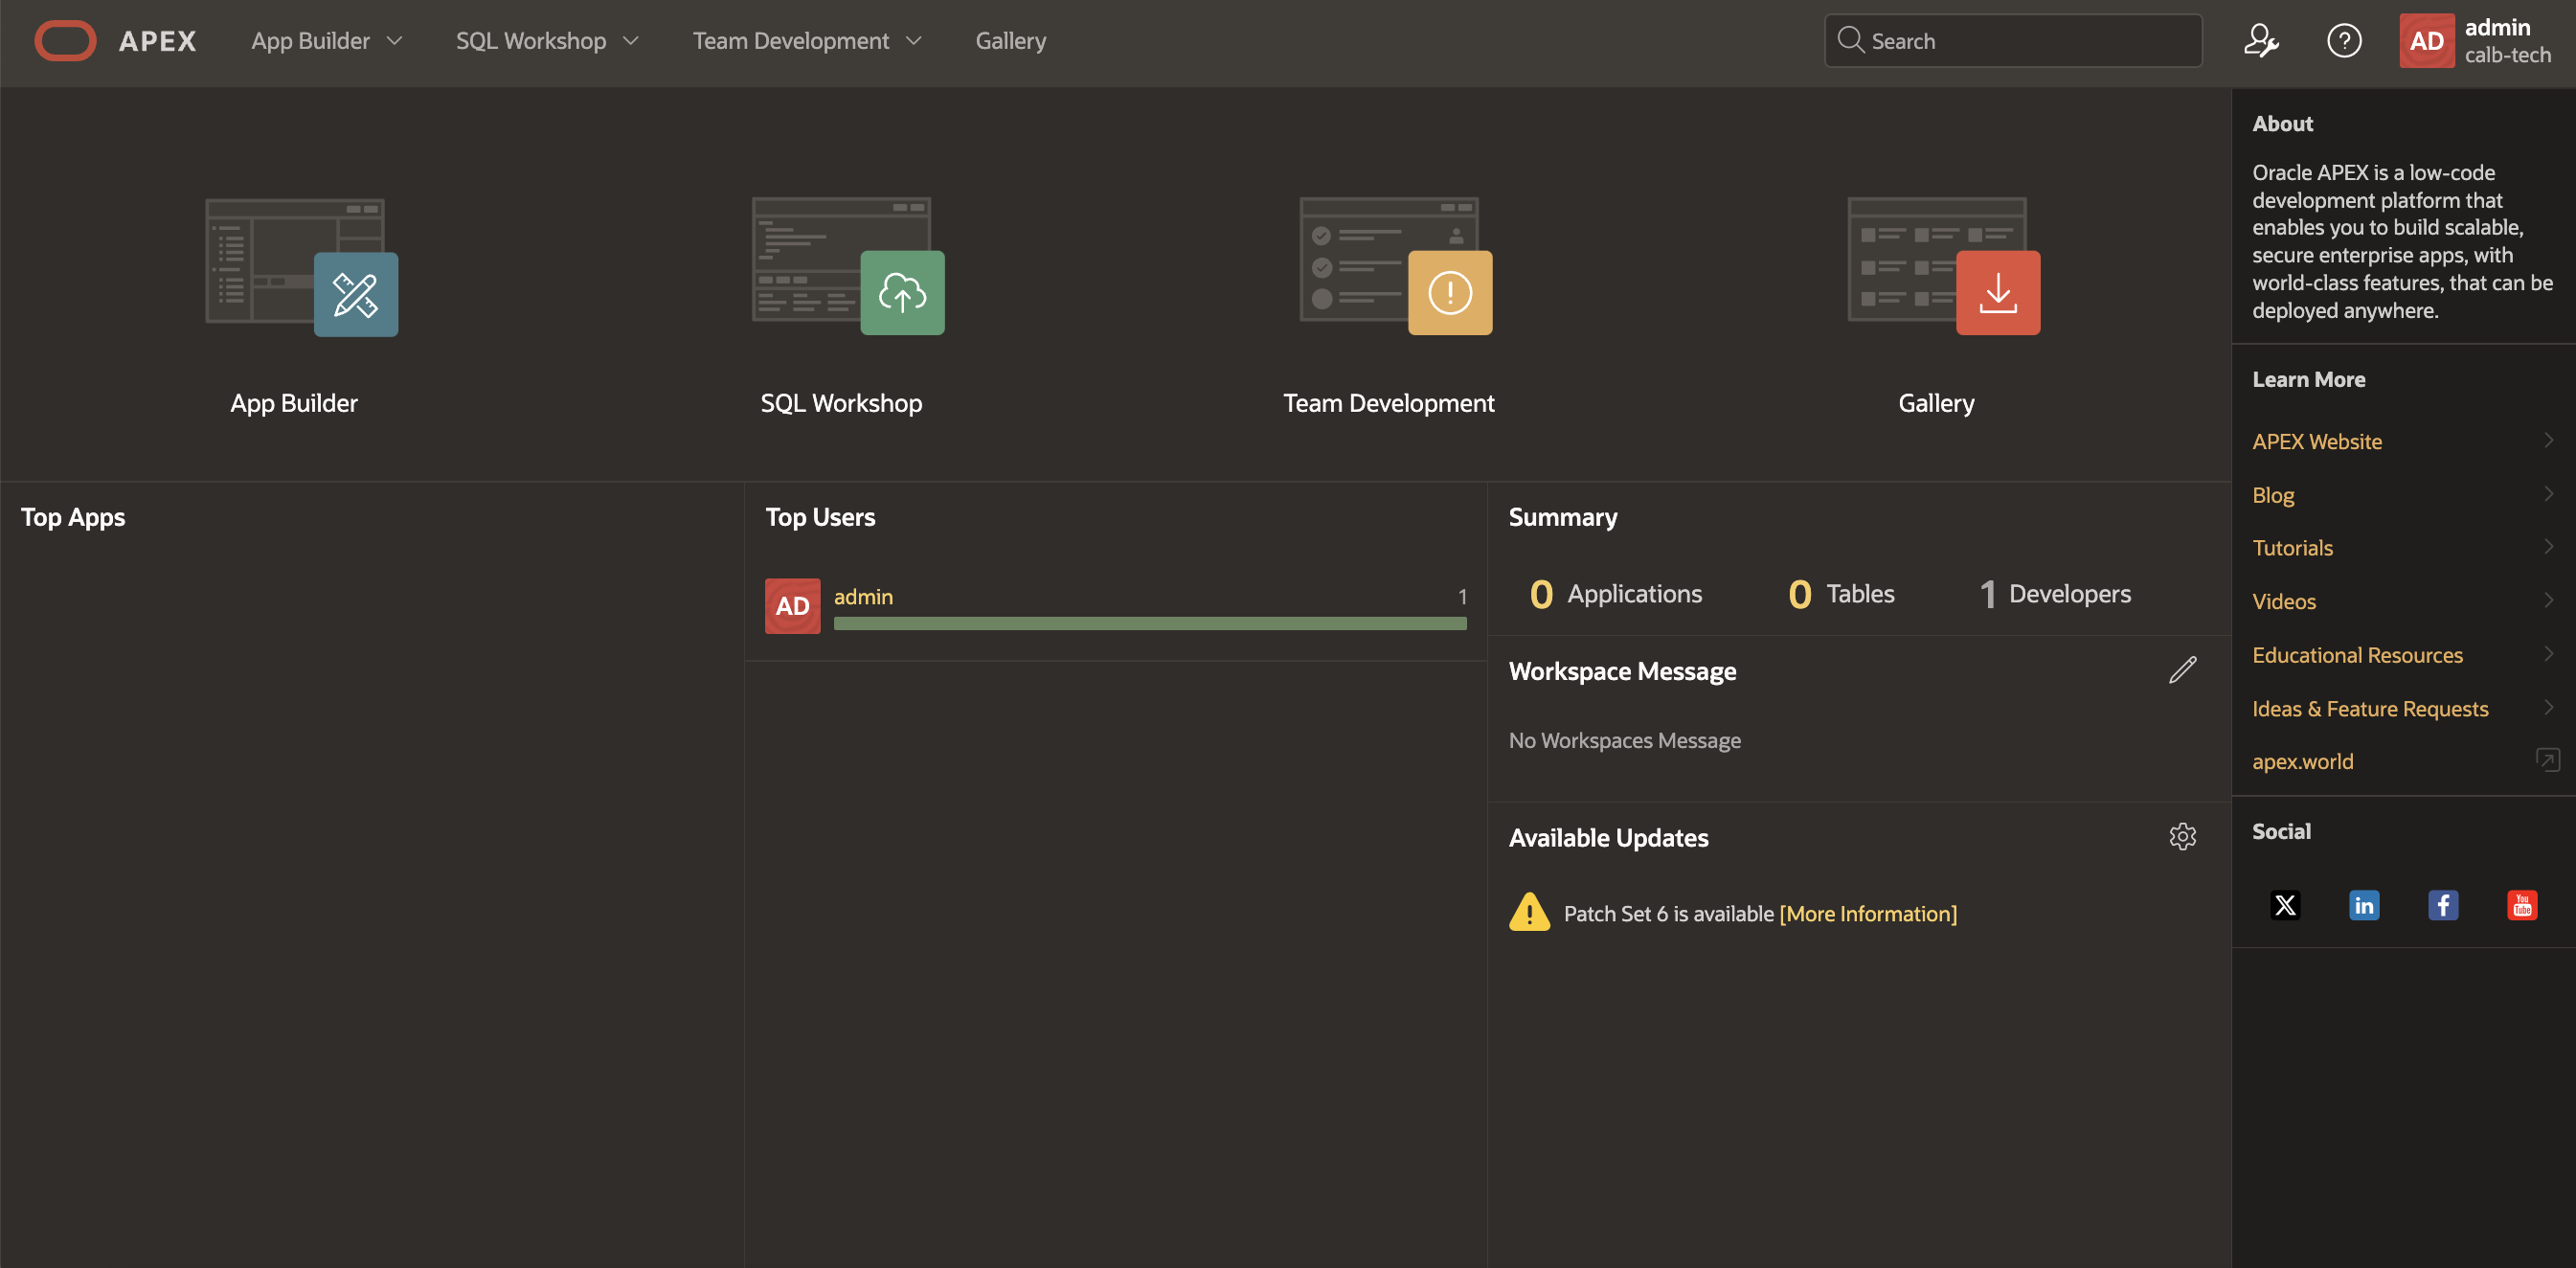 APEX
App Builder
SQL Workshop
Team Development
Gallery
Search
AD
admin
calb-tech
App Builder
SQL Workshop
Team Development
Gallery
Top Apps
Top Users
AD
admin
1
Summary
0 Applications
0 Tables
1 Developers
Workspace Message
No Workspaces Message
Available Updates
Patch Set 6 is available [More Information]
About
Oracle APEX is a low-code
development platform that
enables you to build scalable,
secure enterprise apps, with
world-class features, that can be
deployed anywhere.
Learn More
APEX Website
Blog
Tutorials
Videos
Educational Resources
Ideas & Feature Requests
apex.world
Social
X
in
f
You
Tube